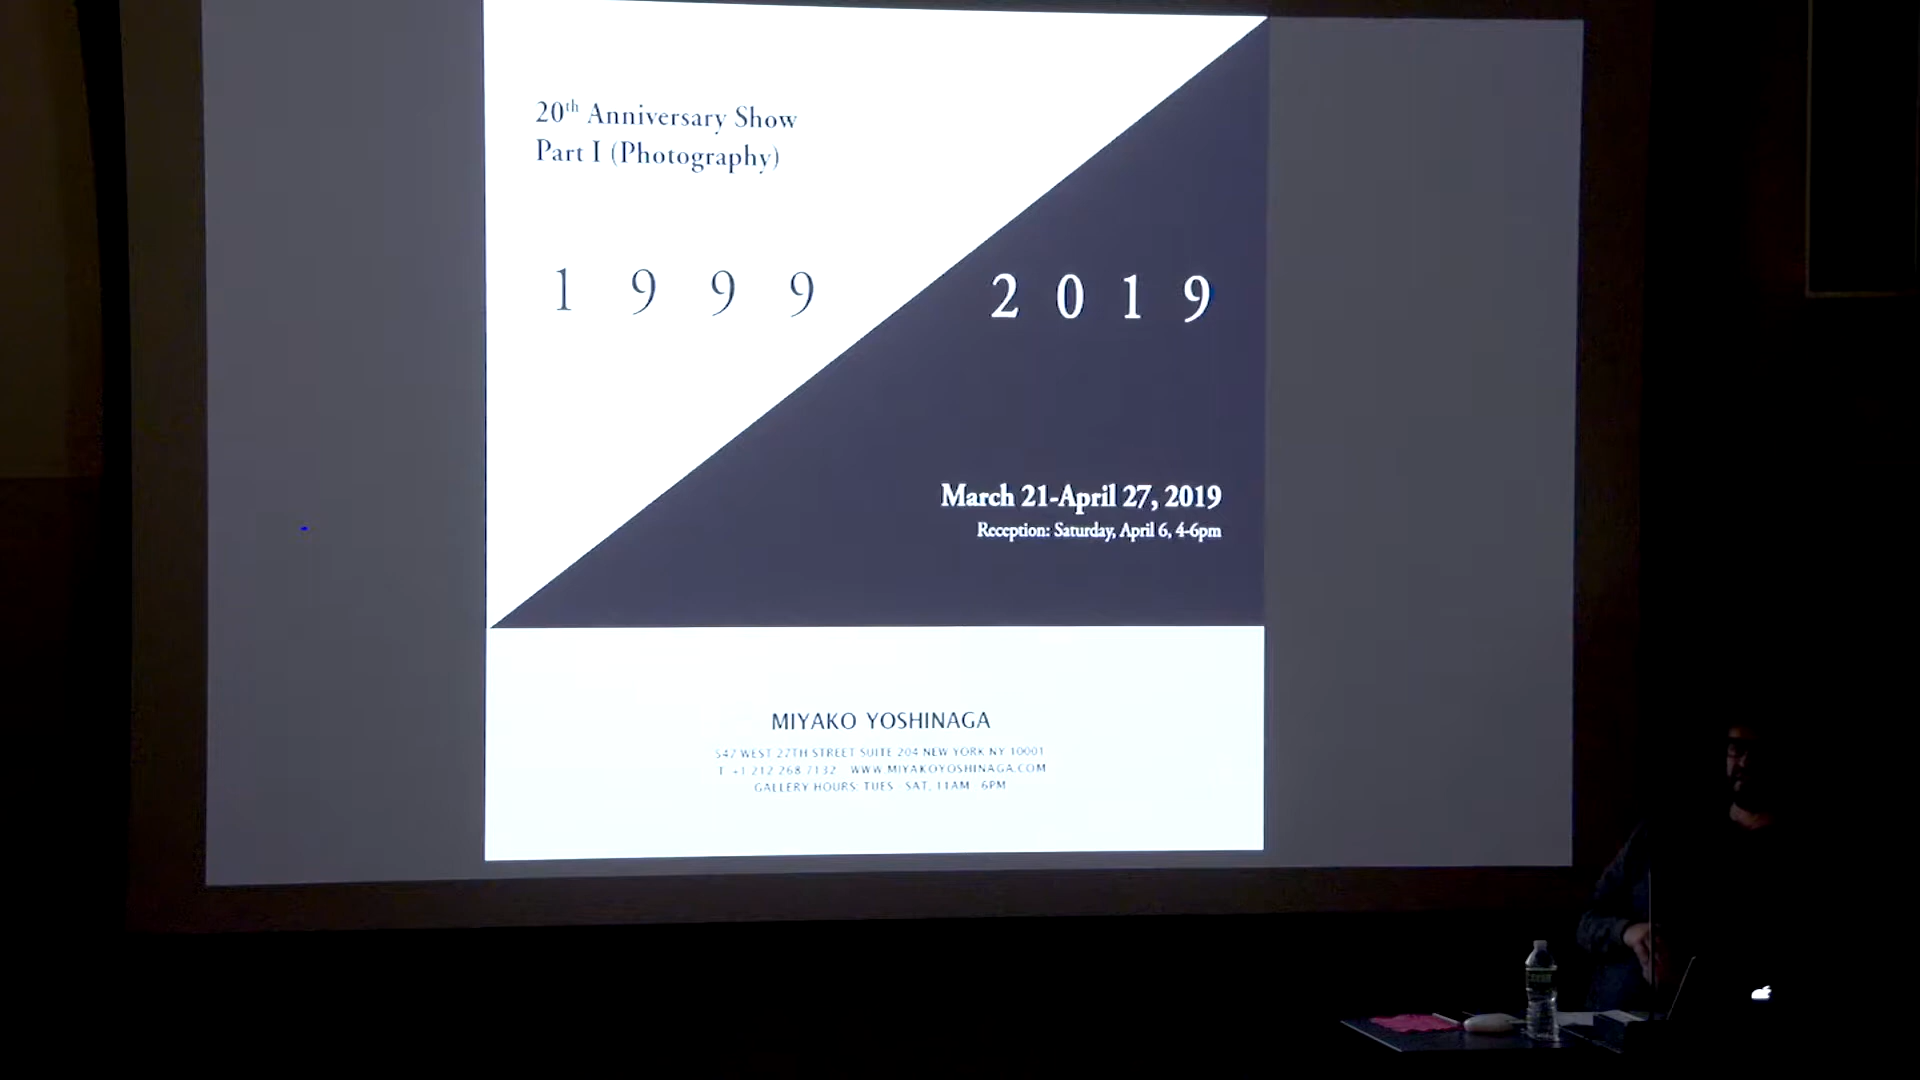 20th Anniversary Show
Part I (Photography)
1999
2019
March 21-April 27, 2019
Reception: Saturday, April 6, 4-6pm
MIYAKO YOSHINAGA
547 WEST 27TH STREET SUITE 204 NEW YORK NY 10001
T +1 212 268 7132 WWW.MIYAKOYOSHINAGA.COM
GALLERY HOURS: TUES - SAT, 11AM - 6PM